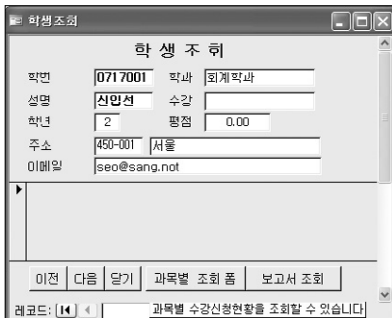 학생조회
학 생 조 회
학번 0717001 학과 회계학과
성명 신입선 수강
학년 2 평점 0.00
주소 450-001 서울
이메일 seo@sang.not
이전 다음 닫기 과목별 조회 폼 보고서 조회
레코드: 과목별 수강신청현황을 조회할 수 있습니다